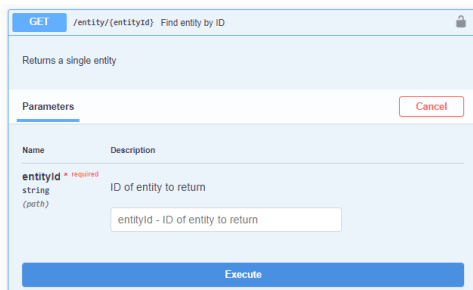 GET /entity/{entityId} Find entity by ID
Returns a single entity
Parameters
Cancel
Name Description
entityId * required
string
(path)
ID of entity to return
entityId - ID of entity to return
Execute